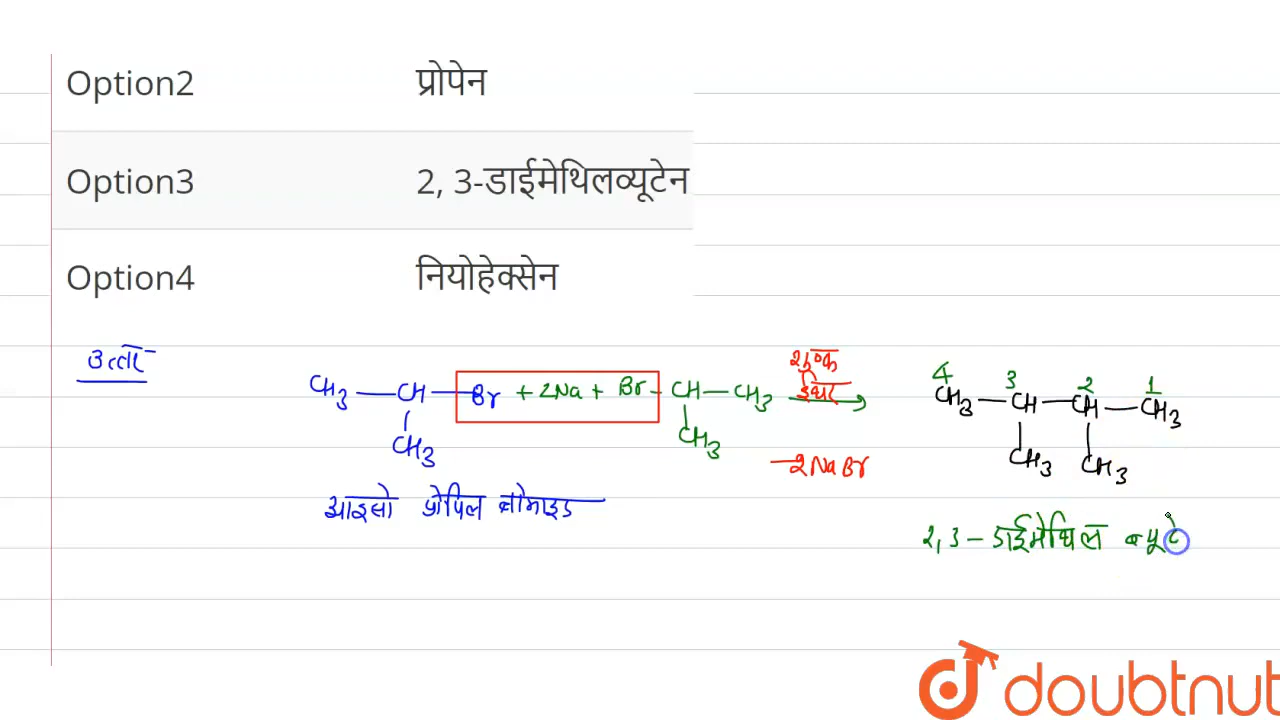 Option2 प्रोपेन
Option3 2, 3-डाईमेथिलव्यूटेन
Option4 नियोहेक्सेन
उत्तर
CH3 — CH — Br + 2Na + Br — CH — CH3 शुष्क ईथर → CH3 — CH — CH — CH3
4 3 2 1
CH3 CH3 CH3 CH3
-2NaBr
आइसो प्रोपिल ब्रोमाइड
2,3 - डाईमेथिल ब्यूटे
doubtnut